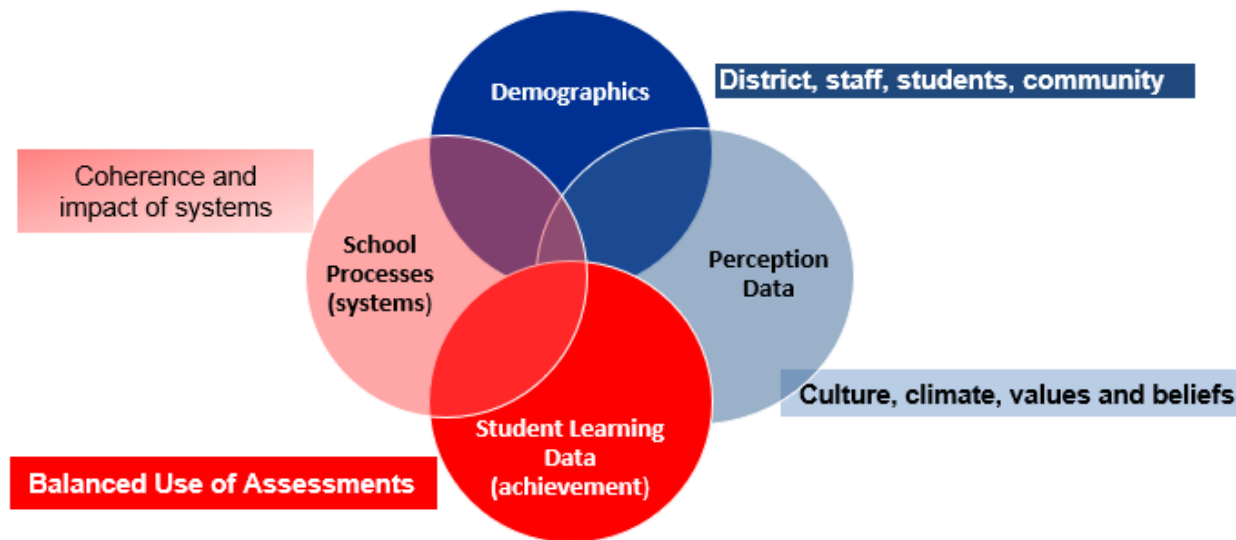 Demographics
District, staff, students, community
Coherence and
impact of systems
School
Processes
(systems)
Perception
Data
Culture, climate, values and beliefs
Student Learning
Data
(achievement)
Balanced Use of Assessments